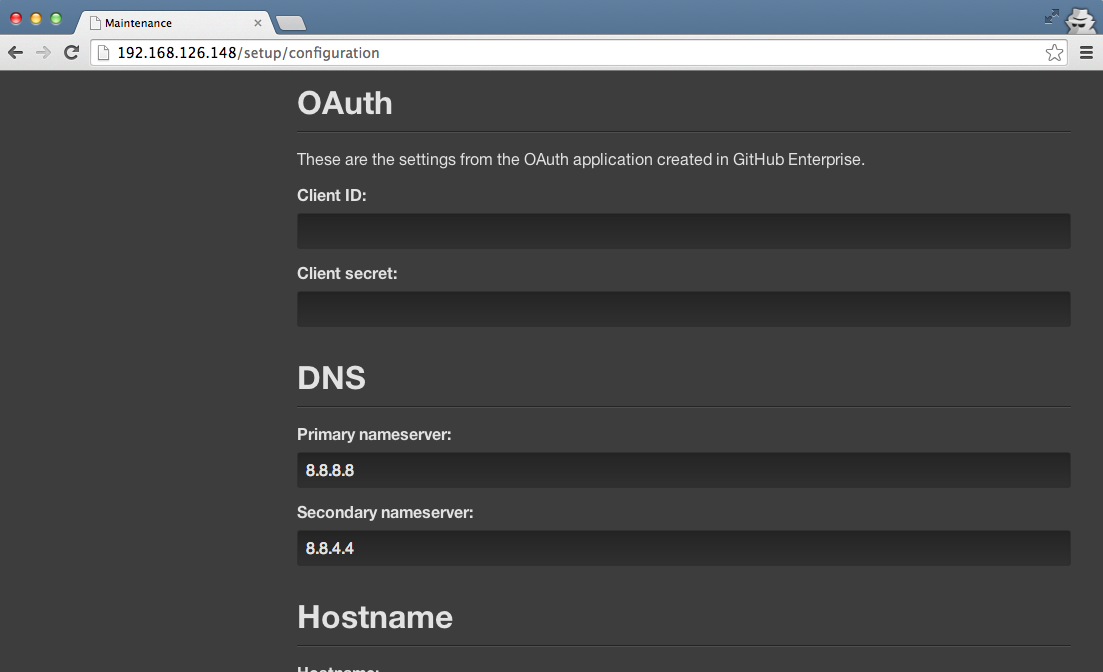 Maintenance
192.168.126.148/setup/configuration
OAuth
These are the settings from the OAuth application created in GitHub Enterprise.
Client ID:
Client secret:
DNS
Primary nameserver:
8.8.8.8
Secondary nameserver:
8.8.4.4
Hostname
Hostname: